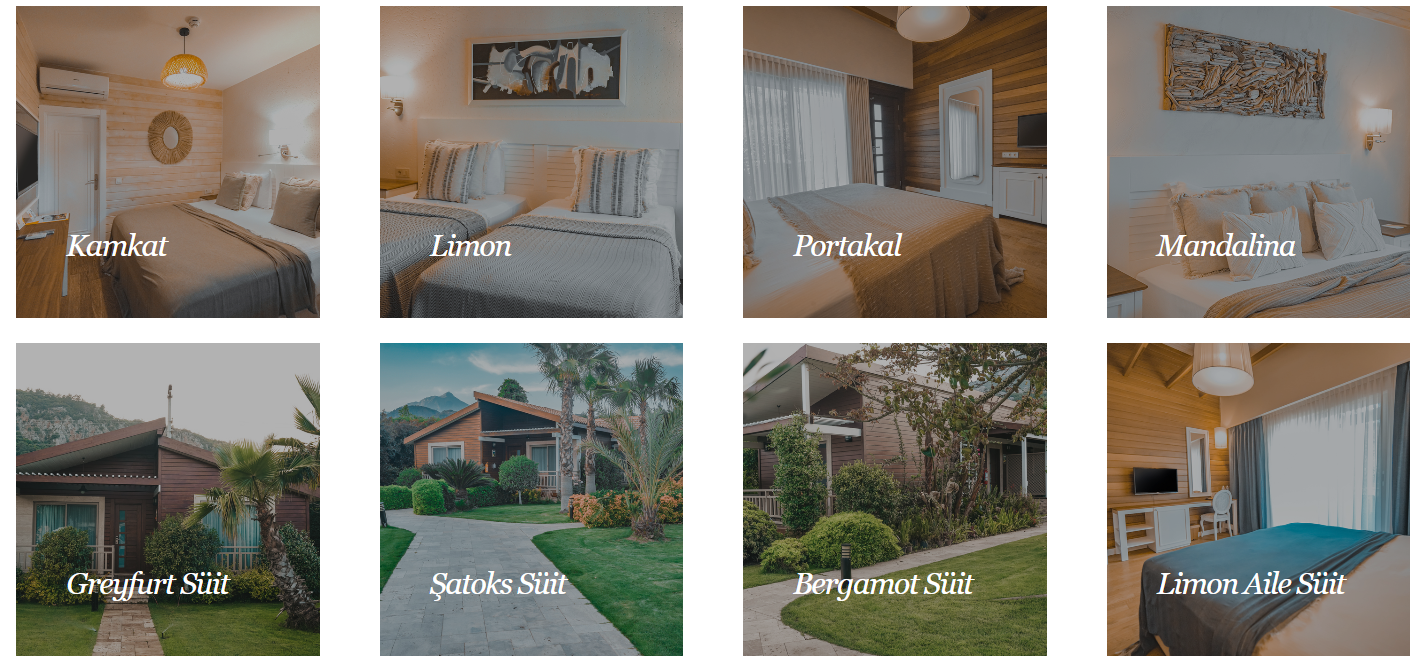 Kamkat
Limon
Portakal
Mandalina
Greyfurt Süit
Şatoks Süit
Bergamot Süit
Limon Aile Süit